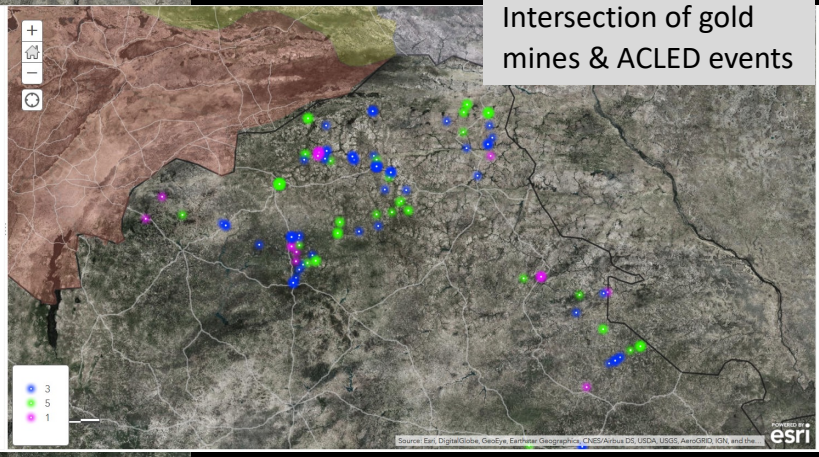 Intersection of gold
mines & ACLED events
+
−
3
5
1
POWERED BY
esri
Source: Esri, DigitalGlobe, GeoEye, Earthstar Geographics, CNES/Airbus DS, USDA, USGS, AeroGRID, IGN, and the...